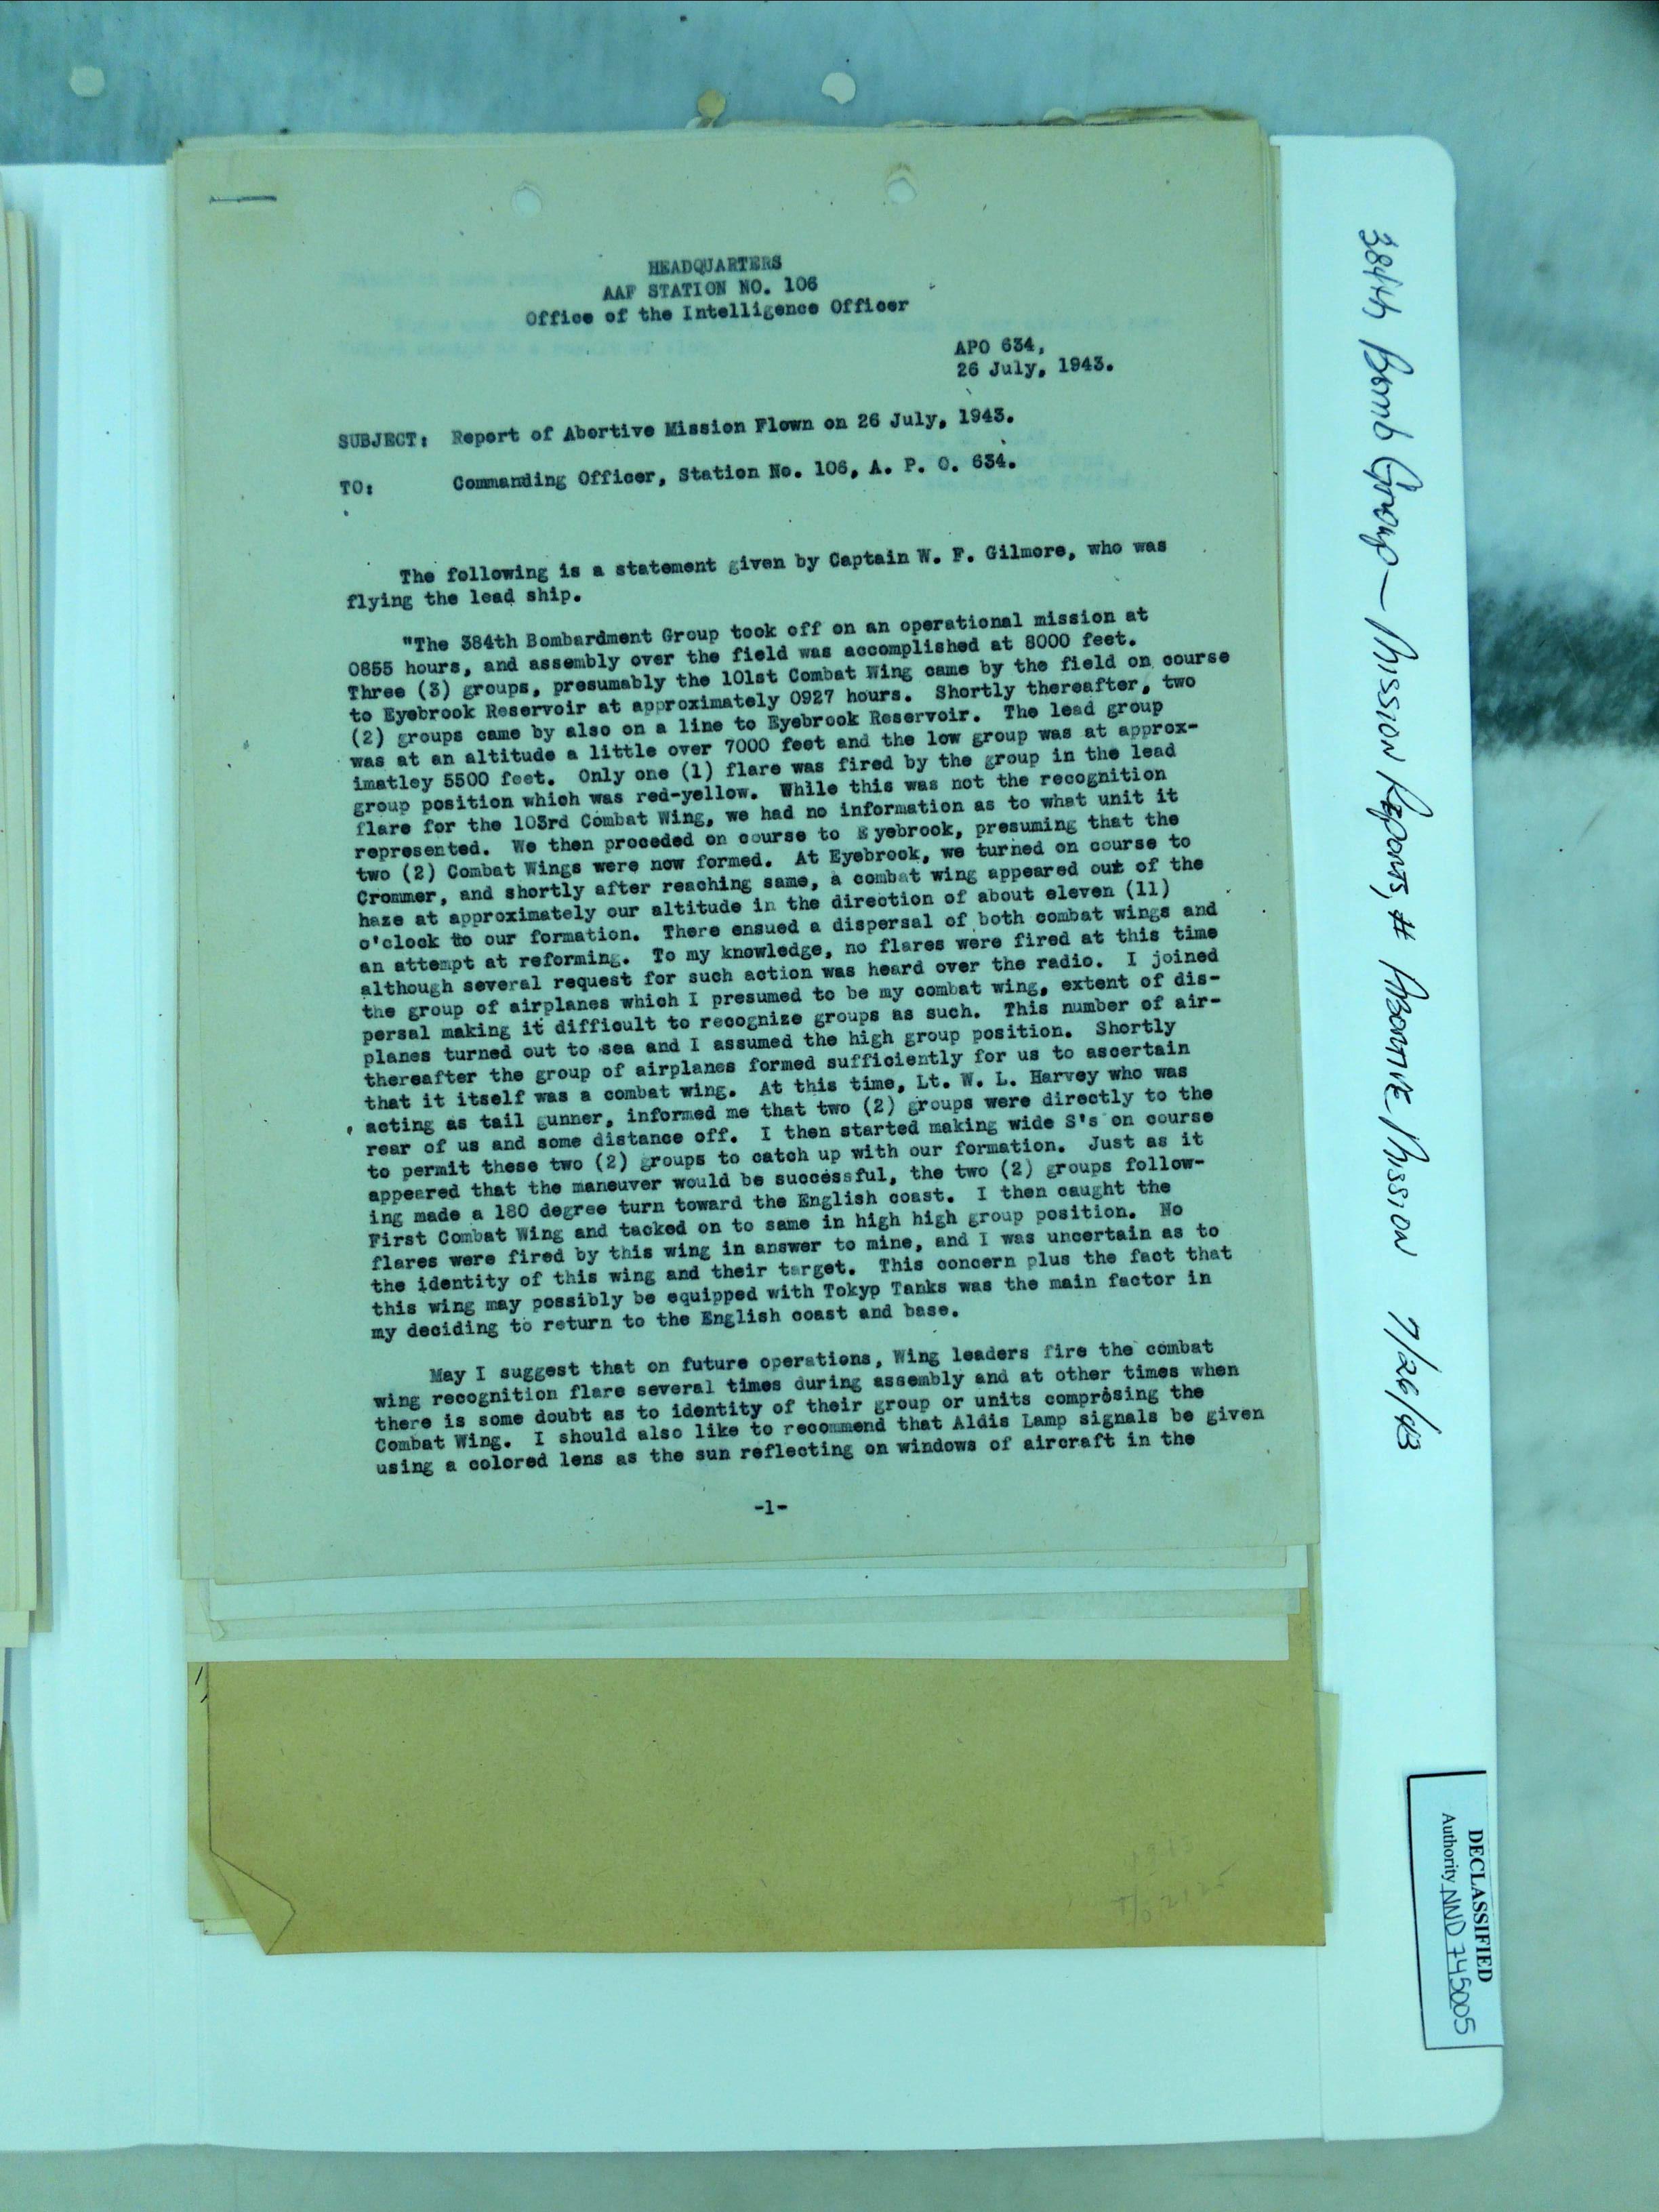 HEADQUARTERS
AAF STATION NO. 106
Office of the Intelligence Officer
APO 634,
26 July, 1943.
SUBJECT: Report of Abortive Mission Flown on 26 July, 1943.
TO: Commanding Officer, Station No. 106, A. P. O. 634.
The following is a statement given by Captain W. F. Gilmore, who was
flying the lead ship.
"The 384th Bombardment Group took off on an operational mission at
0855 hours, and assembly over the field was accomplished at 8000 feet.
Three (3) groups, presumably the 101st Combat Wing came by the field on course
to Eyebrook Reservoir at approximately 0927 hours. Shortly thereafter, two
(2) groups came by also on a line to Eyebrook Reservoir. The lead group
was at an altitude a little over 7000 feet and the low group was at approx-
imatley 5500 feet. Only one (1) flare was fired by the group in the lead
group position which was red-yellow. While this was not the recognition
flare for the 103rd Combat Wing, we had no information as to what unit it
represented. We then proceded on course to Eyebrook, presuming that the
two (2) Combat Wings were now formed. At Eyebrook, we turned on course to
Crommer, and shortly after reaching same, a combat wing appeared out of the
haze at approximately our altitude in the direction of about eleven (11)
o'clock to our formation. There ensued a dispersal of both combat wings and
an attempt at reforming. To my knowledge, no flares were fired at this time
although several request for such action was heard over the radio. I joined
the group of airplanes which I presumed to be my combat wing, extent of dis-
persal making it difficult to recognize groups as such. This number of air-
planes turned out to sea and I assumed the high group position. Shortly
thereafter the group of airplanes formed sufficiently for us to ascertain
that it itself was a combat wing. At this time, Lt. W. L. Harvey who was
acting as tail gunner, informed me that two (2) groups were directly to the
rear of us and some distance off. I then started making wide S's on course
to permit these two (2) groups to catch up with our formation. Just as it
appeared that the maneuver would be successful, the two (2) groups follow-
ing made a 180 degree turn toward the English coast. I then caught the
First Combat Wing and tacked on to same in high high group position. No
flares were fired by this wing in answer to mine, and I was uncertain as to
the identity of this wing and their target. This concern plus the fact that
this wing may possibly be equipped with Tokyp Tanks was the main factor in
my deciding to return to the English coast and base.
May I suggest that on future operations, Wing leaders fire the combat
wing recognition flare several times during assembly and at other times when
there is some doubt as to identity of their group or units comprising the
Combat Wing. I should also like to recommend that Aldis Lamp signals be given
using a colored lens as the sun reflecting on windows of aircraft in the
-1-
384th Bomb Group - Mission Reports, Abortive Mission 7/26/43
DECLASSIFIED
Authority NND 745005